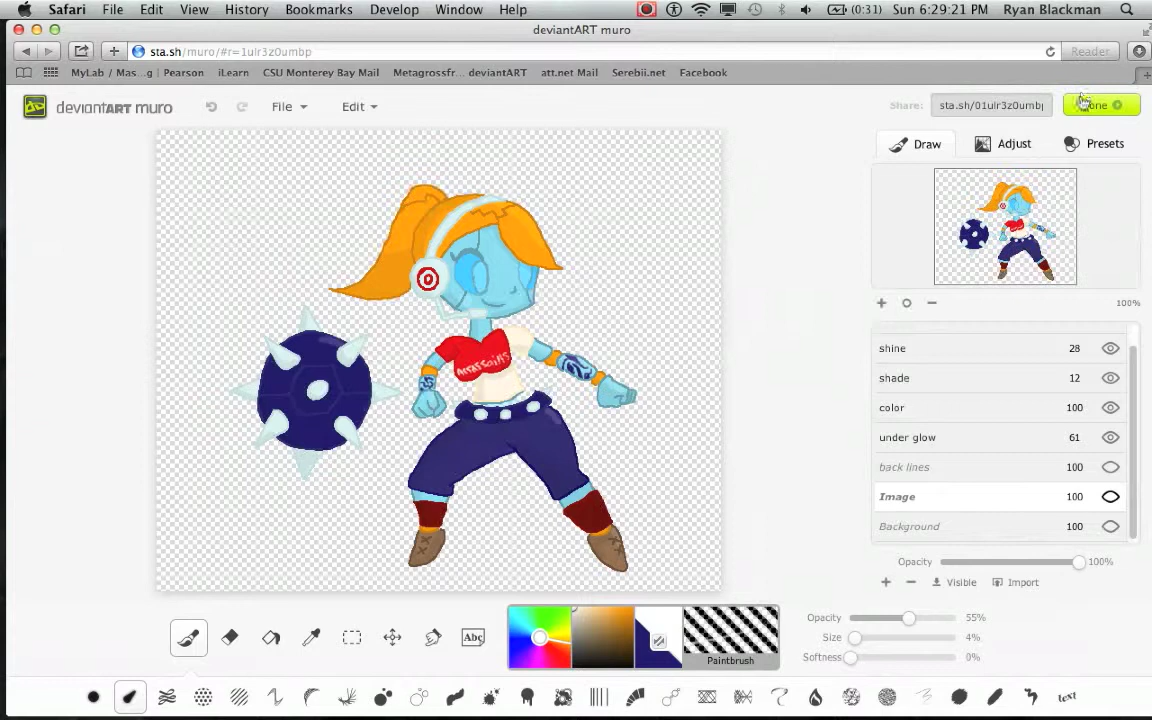 Safari File Edit View History Bookmarks Develop Window Help (0:31) Sun 6:29:21 PM Ryan Blackman
deviantART muro
sta.sh/muro/#r=1ulr3z0umbp Reader
MyLab / Mas...g | Pearson iLearn CSU Monterey Bay Mail Metagrossfr... deviantART att.net Mail Serebii.net Facebook
deviantART muro File Edit Share: sta.sh/01ulr3z0umbp
Draw Adjust Presets
100%
shine 28
shade 12
color 100
under glow 61
back lines 100
Image 100
Background 100
Opacity 100%
Visible Import
ASSASSINS
Opacity 55%
Size 4%
Softness 0%
Abc
Paintbrush
text